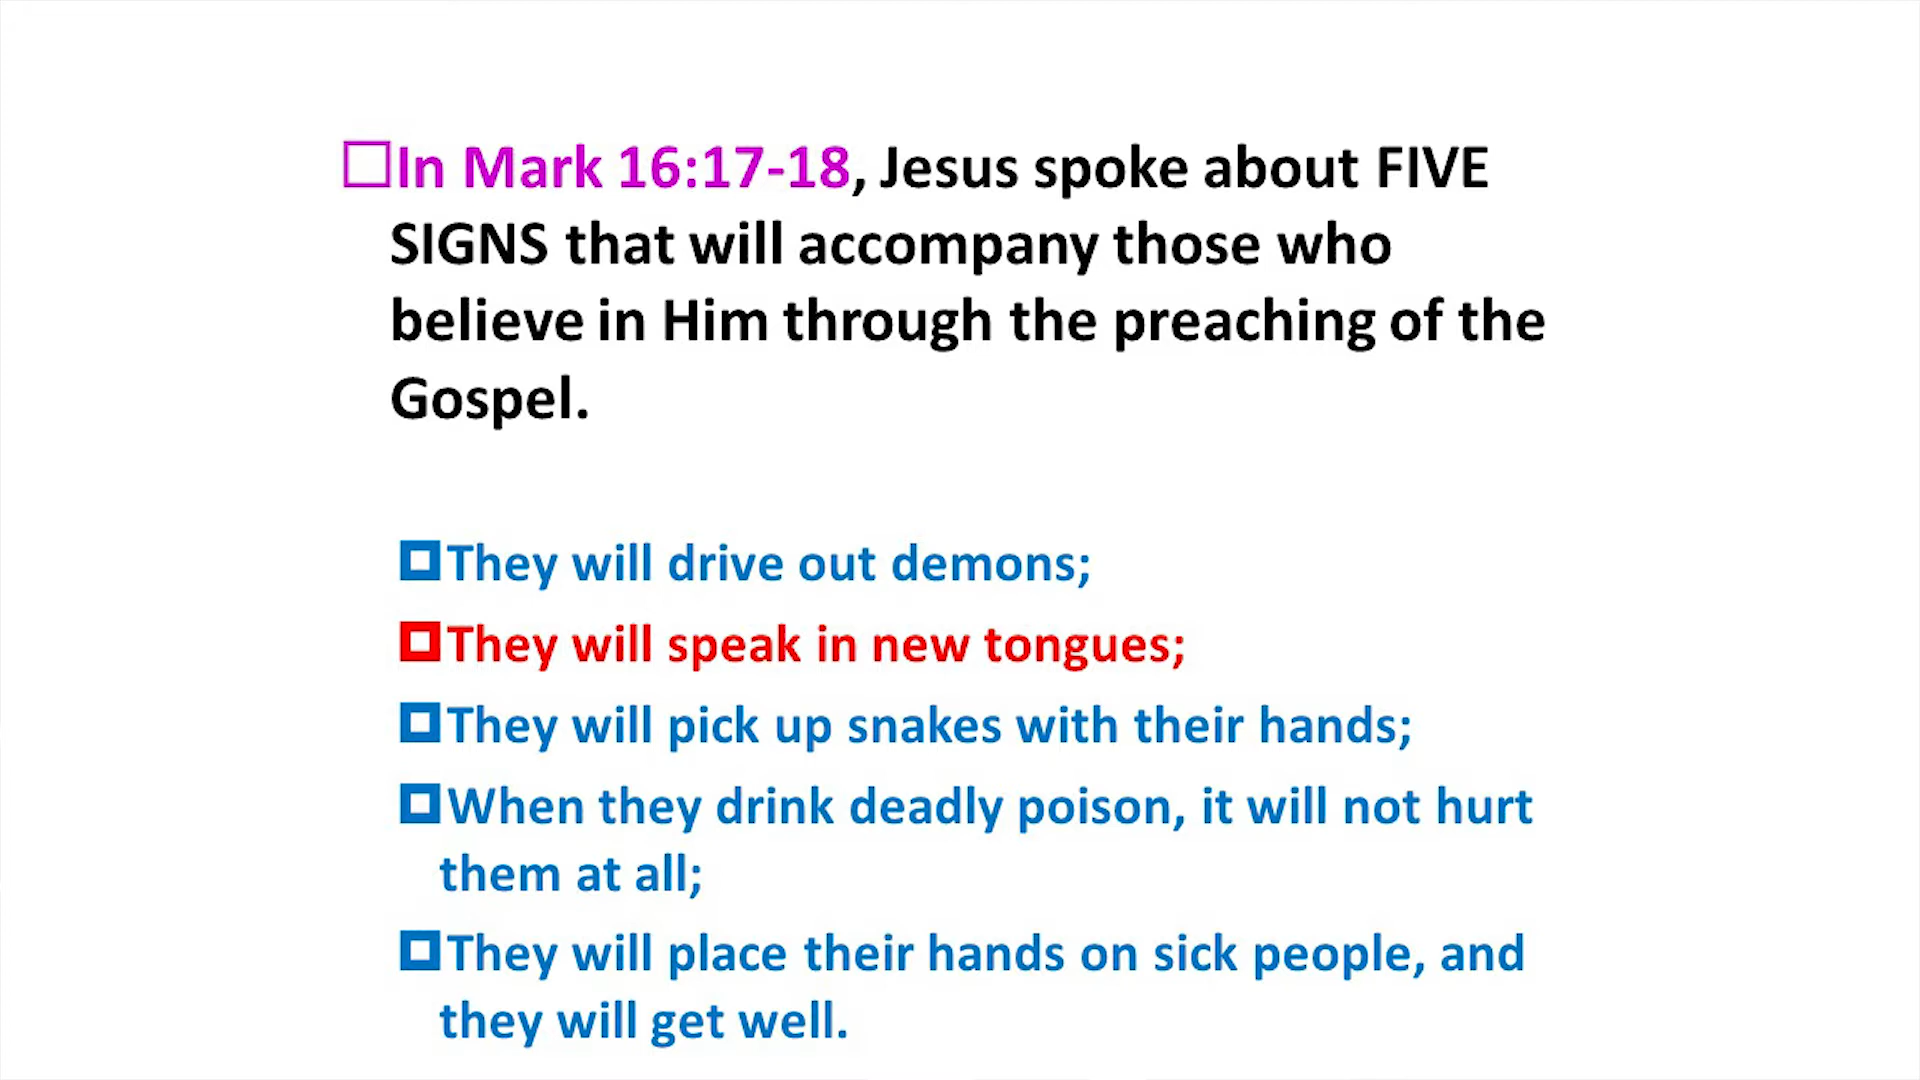 In Mark 16:17-18, Jesus spoke about FIVE
SIGNS that will accompany those who
believe in Him through the preaching of the
Gospel.
They will drive out demons;
They will speak in new tongues;
They will pick up snakes with their hands;
When they drink deadly poison, it will not hurt
them at all;
They will place their hands on sick people, and
they will get well.